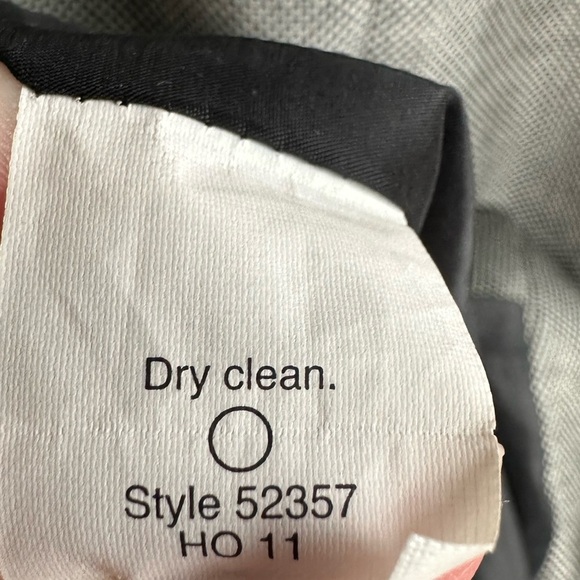 Dry clean.
Style 52357
HO 11